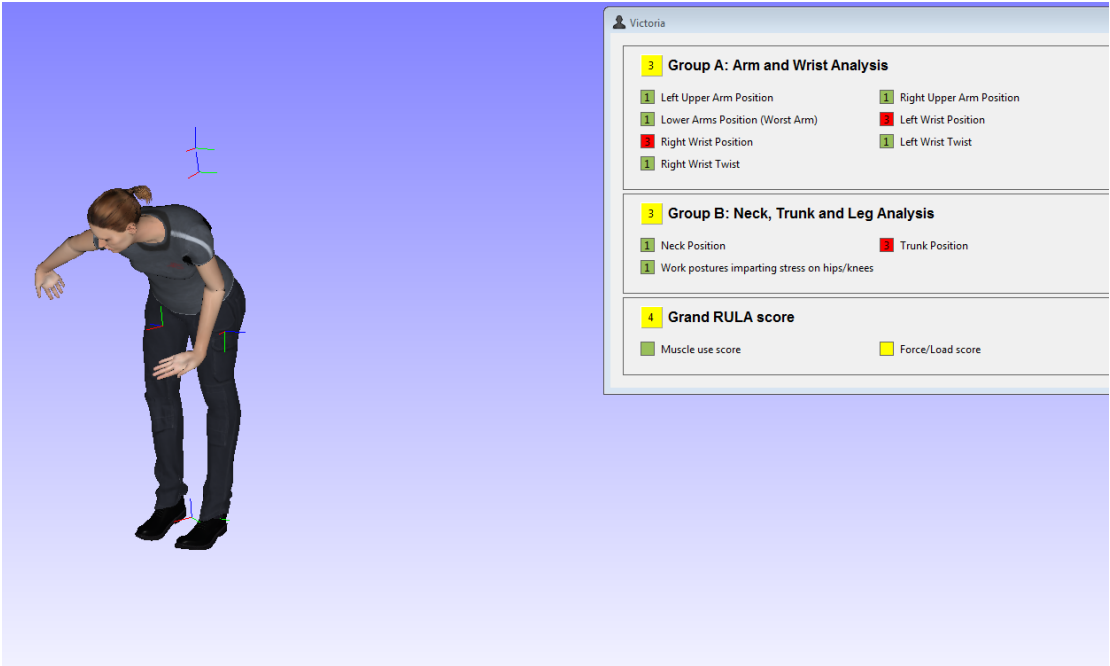 Victoria
3 Group A: Arm and Wrist Analysis
1 Left Upper Arm Position 1 Right Upper Arm Position
1 Lower Arms Position (Worst Arm) 3 Left Wrist Position
3 Right Wrist Position 1 Left Wrist Twist
1 Right Wrist Twist
3 Group B: Neck, Trunk and Leg Analysis
1 Neck Position 3 Trunk Position
1 Work postures imparting stress on hips/knees
4 Grand RULA score
Muscle use score Force/Load score